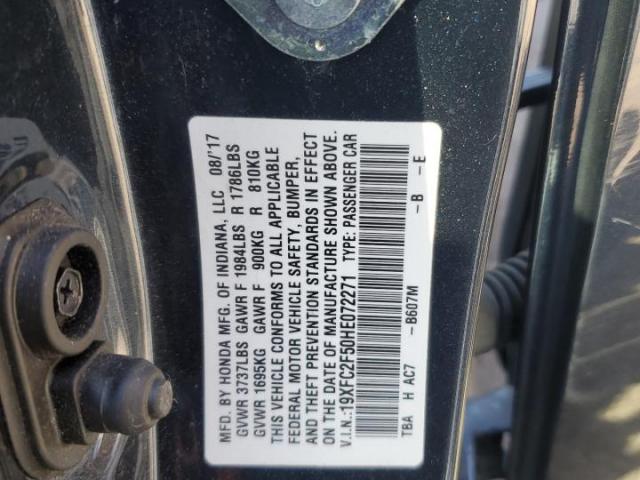 MFD. BY HONDA MFG. OF INDIANA, LLC 08/'17
GVWR 3737LBS GAWR F 1984LBS R 1786LBS
GVWR 1695KG GAWR F 900KG R 810KG
THIS VEHICLE CONFORMS TO ALL APPLICABLE
FEDERAL MOTOR VEHICLE SAFETY, BUMPER,
AND THEFT PREVENTION STANDARDS IN EFFECT
ON THE DATE OF MANUFACTURE SHOWN ABOVE.
V.I.N.:19XFC2F50HE072271 TYPE: PASSENGER CAR
TBA H AC7 -B607M -B -E